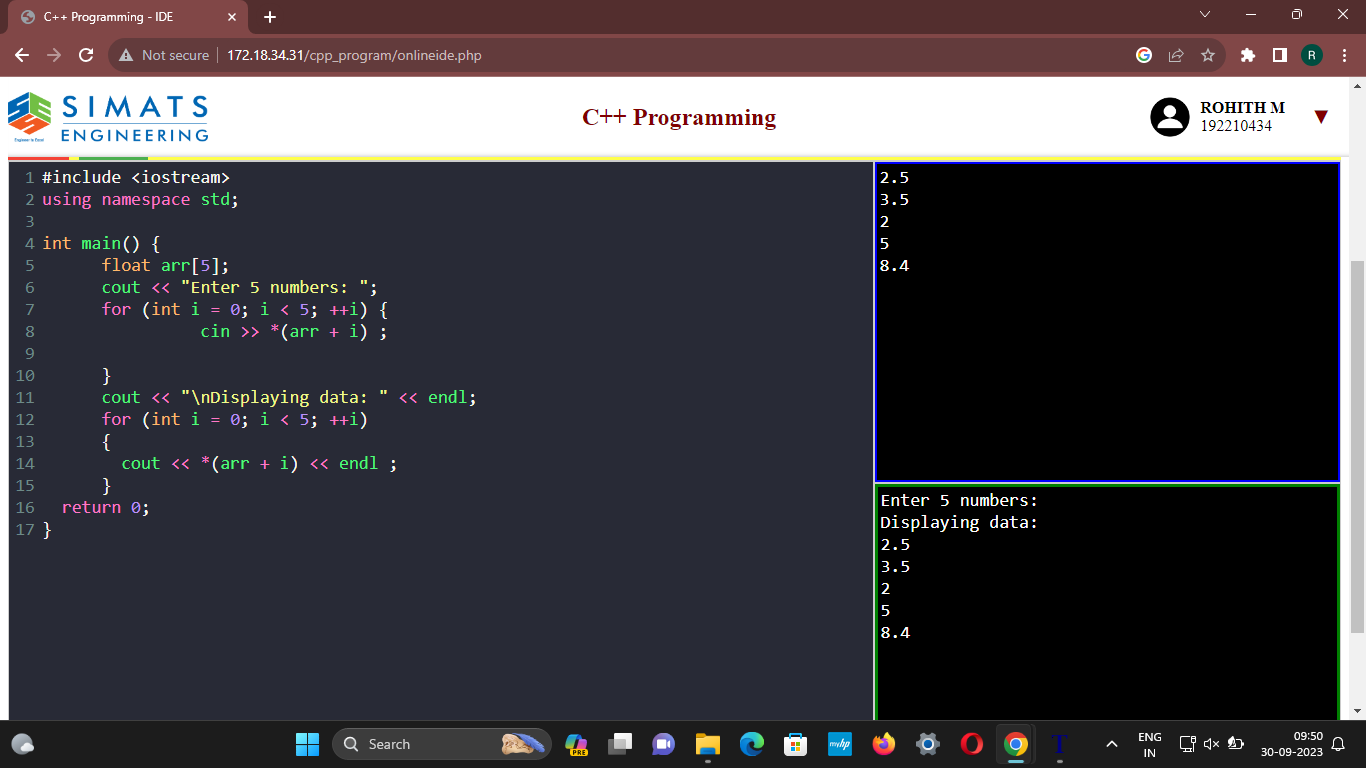 C++ Programming - IDE
Not secure 172.18.34.31/cpp_program/onlineide.php
R
SIMATS
ENGINEERING
Engineer to Excel
C++ Programming
ROHITH M
192210434
1 #include <iostream>
2 using namespace std;
3
4 int main() {
5 float arr[5];
6 cout << "Enter 5 numbers: ";
7 for (int i = 0; i < 5; ++i) {
8 cin >> *(arr + i) ;
9
10 }
11 cout << "\nDisplaying data: " << endl;
12 for (int i = 0; i < 5; ++i)
13 {
14 cout << *(arr + i) << endl ;
15 }
16 return 0;
17 }
2.5
3.5
2
5
8.4
Enter 5 numbers:
Displaying data:
2.5
3.5
2
5
8.4
Search
PRE
myhp
T
ENG
IN
09:50
30-09-2023